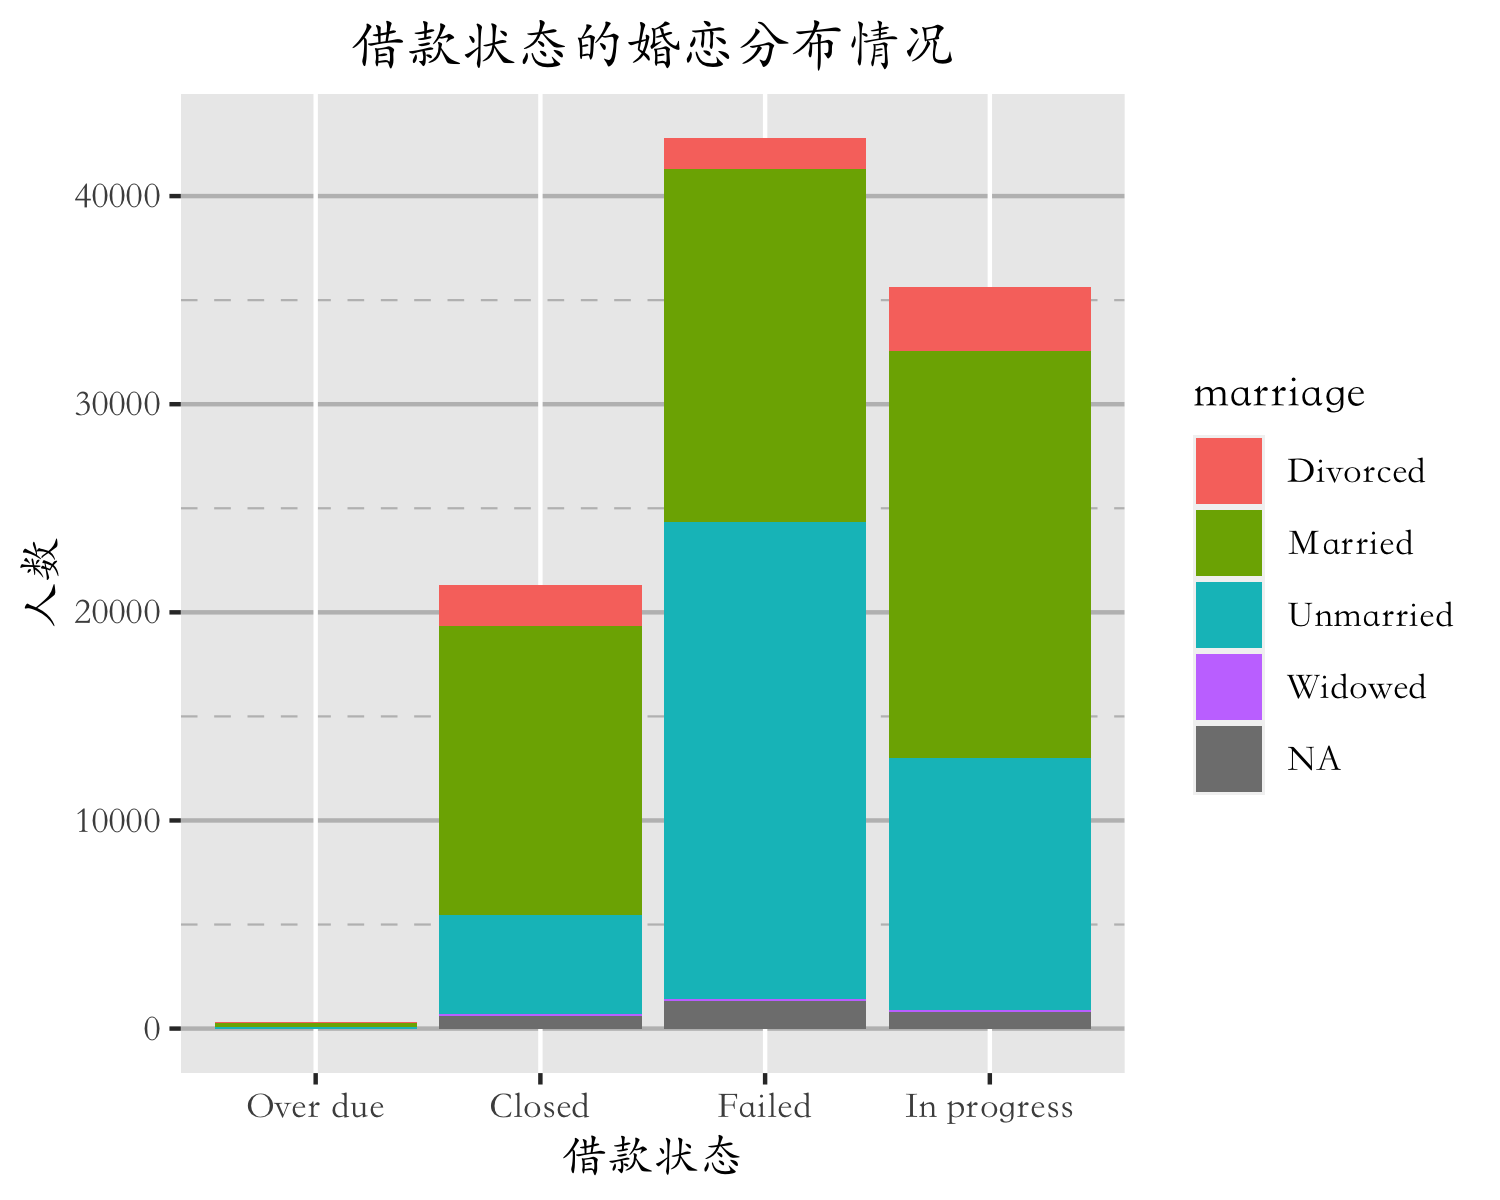 借款状态的婚恋分布情况
人数
40000
30000
20000
10000
0
Over due
Closed
Failed
In progress
借款状态
marriage
Divorced
Married
Unmarried
Widowed
NA